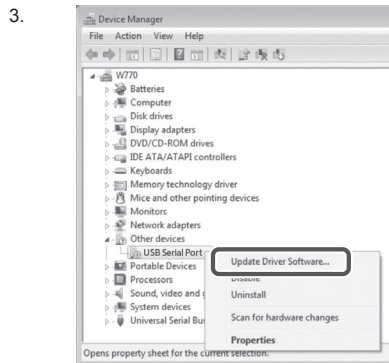 3.
Device Manager
File Action View Help
W770
Batteries
Computer
Disk drives
Display adapters
DVD/CD-ROM drives
IDE ATA/ATAPI controllers
Keyboards
Memory technology driver
Mice and other pointing devices
Monitors
Network adapters
Other devices
USB Serial Port
Update Driver Software...
Portable Devices
Disable
Processors
Sound, video and g
Uninstall
System devices
Scan for hardware changes
Universal Serial Bus
Properties
Opens property sheet for the current selection.